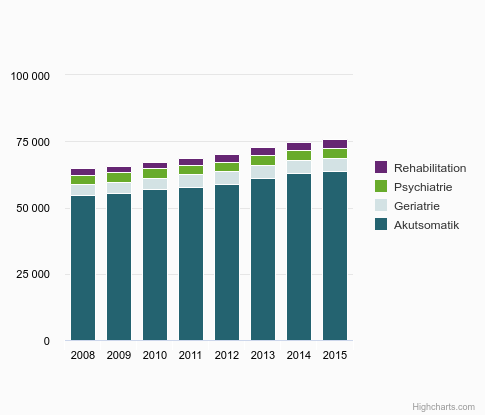 100 000
75 000
50 000
25 000
0
2008 2009 2010 2011 2012 2013 2014 2015
Rehabilitation
Psychiatrie
Geriatrie
Akutsomatik
Highcharts.com